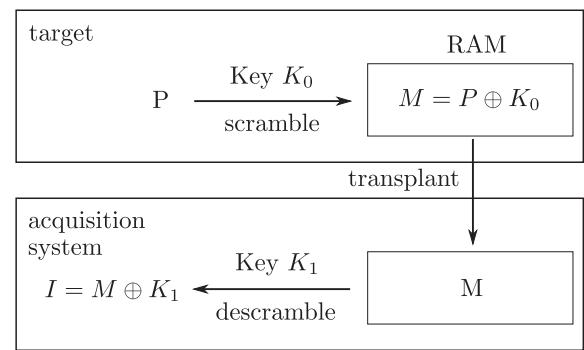 target
RAM
P
Key K₀
scramble
M = P ⊕ K₀
transplant
acquisition
system
I = M ⊕ K₁
Key K₁
descramble
M